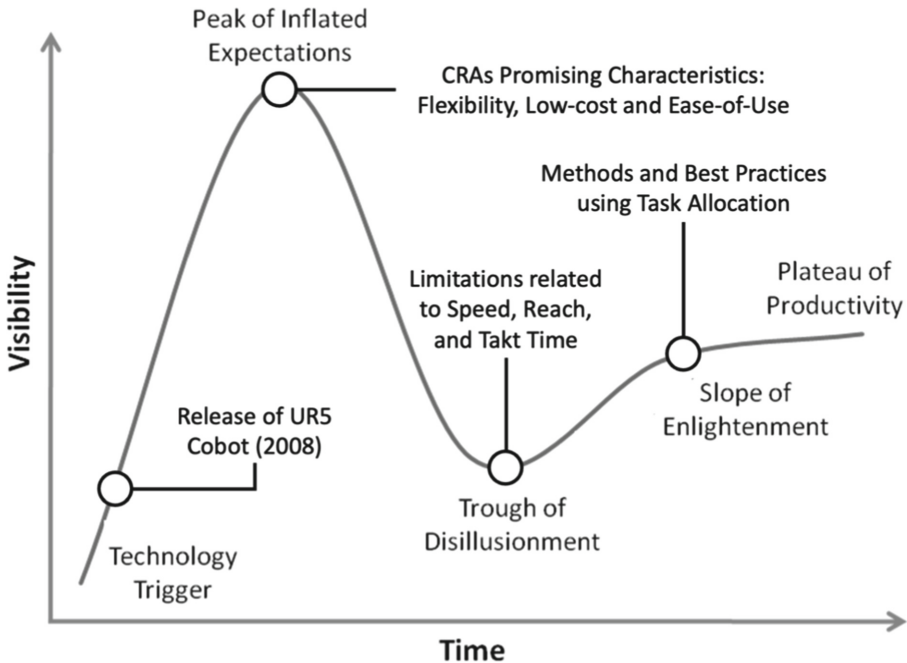 Peak of Inflated
Expectations
CRAs Promising Characteristics:
Flexibility, Low-cost and Ease-of-Use
Methods and Best Practices
using Task Allocation
Limitations related
to Speed, Reach,
and Takt Time
Plateau of
Productivity
Visibility
Release of UR5
Cobot (2008)
Slope of
Enlightenment
Trough of
Disillusionment
Technology
Trigger
Time